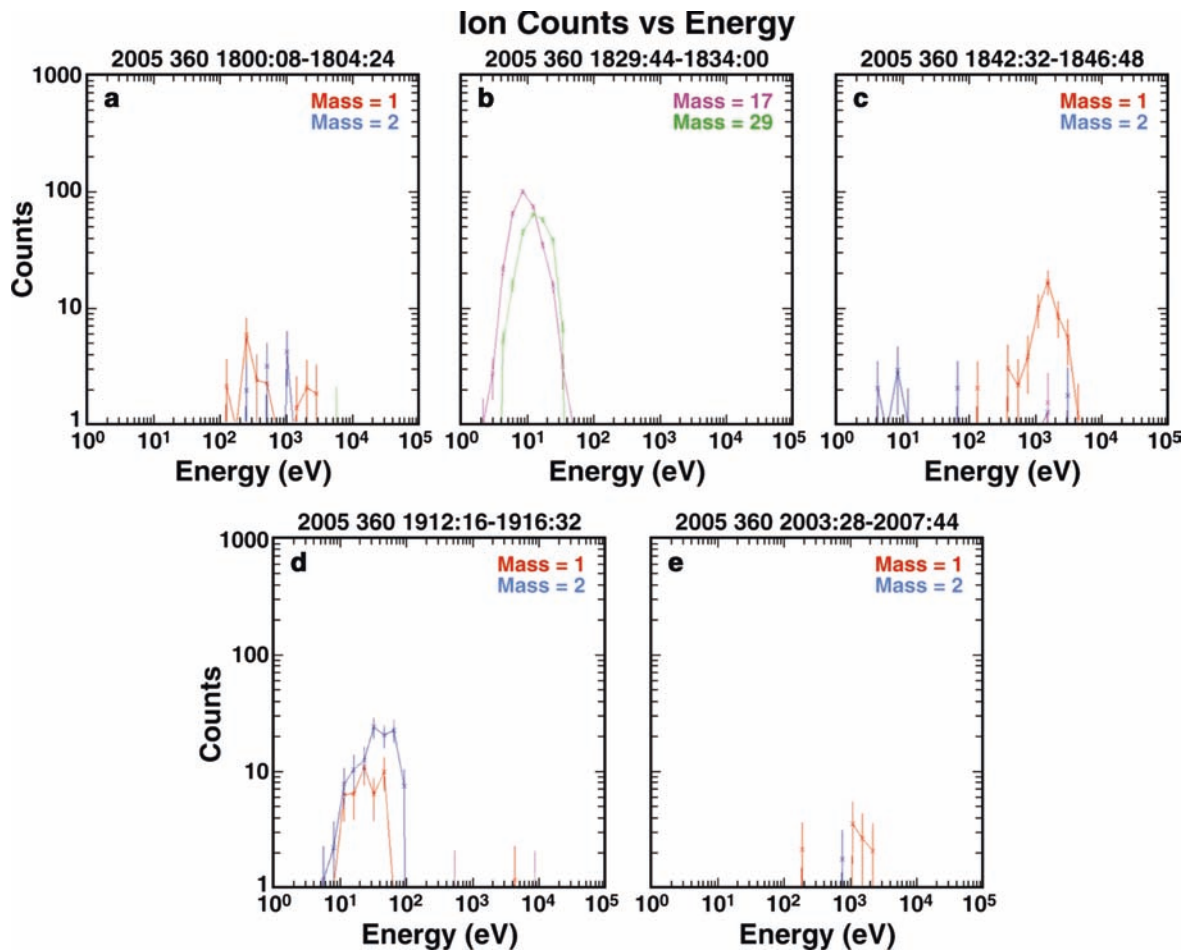 Ion Counts vs Energy
2005 360 1800:08-1804:24
2005 360 1829:44-1834:00
2005 360 1842:32-1846:48
1000
100
10
1
Counts
a
Mass = 1
Mass = 2
10⁰ 10¹ 10² 10³ 10⁴ 10⁵
Energy (eV)
b
Mass = 17
Mass = 29
10⁰ 10¹ 10² 10³ 10⁴ 10⁵
Energy (eV)
c
Mass = 1
Mass = 2
10⁰ 10¹ 10² 10³ 10⁴ 10⁵
Energy (eV)
2005 360 1912:16-1916:32
2005 360 2003:28-2007:44
1000
100
10
1
Counts
d
Mass = 1
Mass = 2
10⁰ 10¹ 10² 10³ 10⁴ 10⁵
Energy (eV)
e
Mass = 1
Mass = 2
10⁰ 10¹ 10² 10³ 10⁴ 10⁵
Energy (eV)